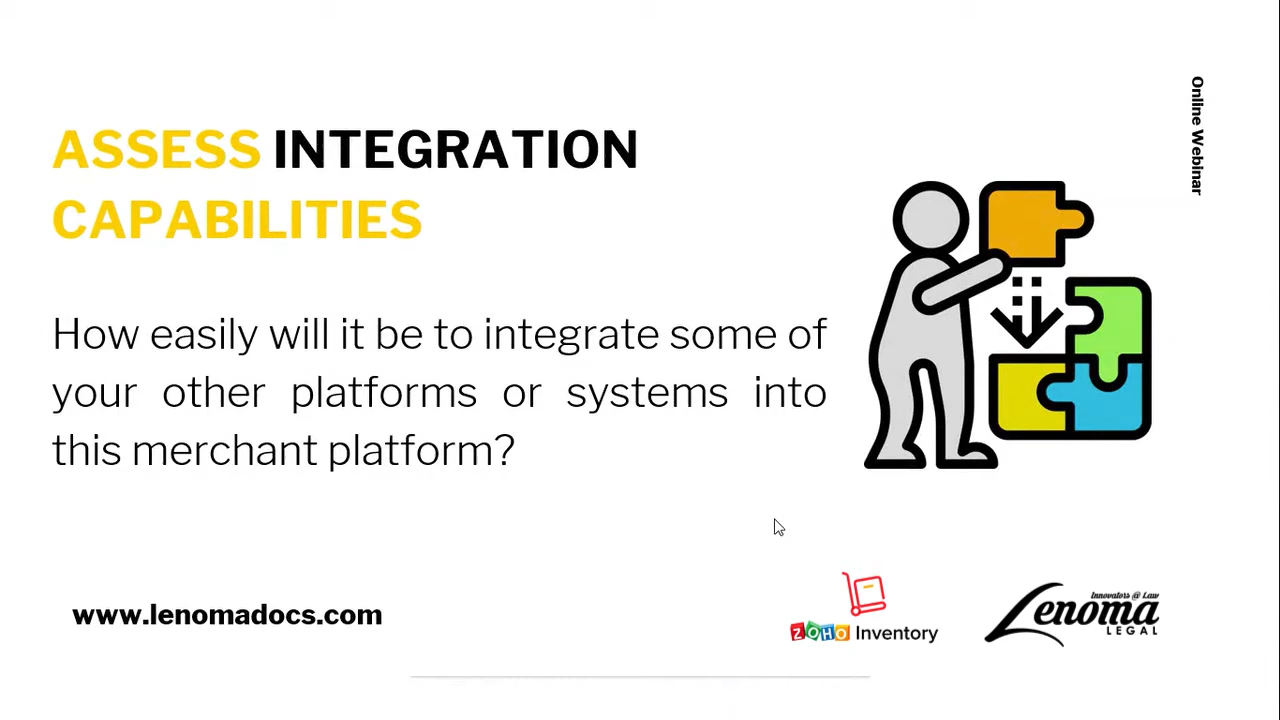 Online Webinar
ASSESS INTEGRATION
CAPABILITIES
How easily will it be to integrate some of
your other platforms or systems into
this merchant platform?
www.lenomadocs.com
ZOHO Inventory
Innovators @ Law
Lenoma
LEGAL